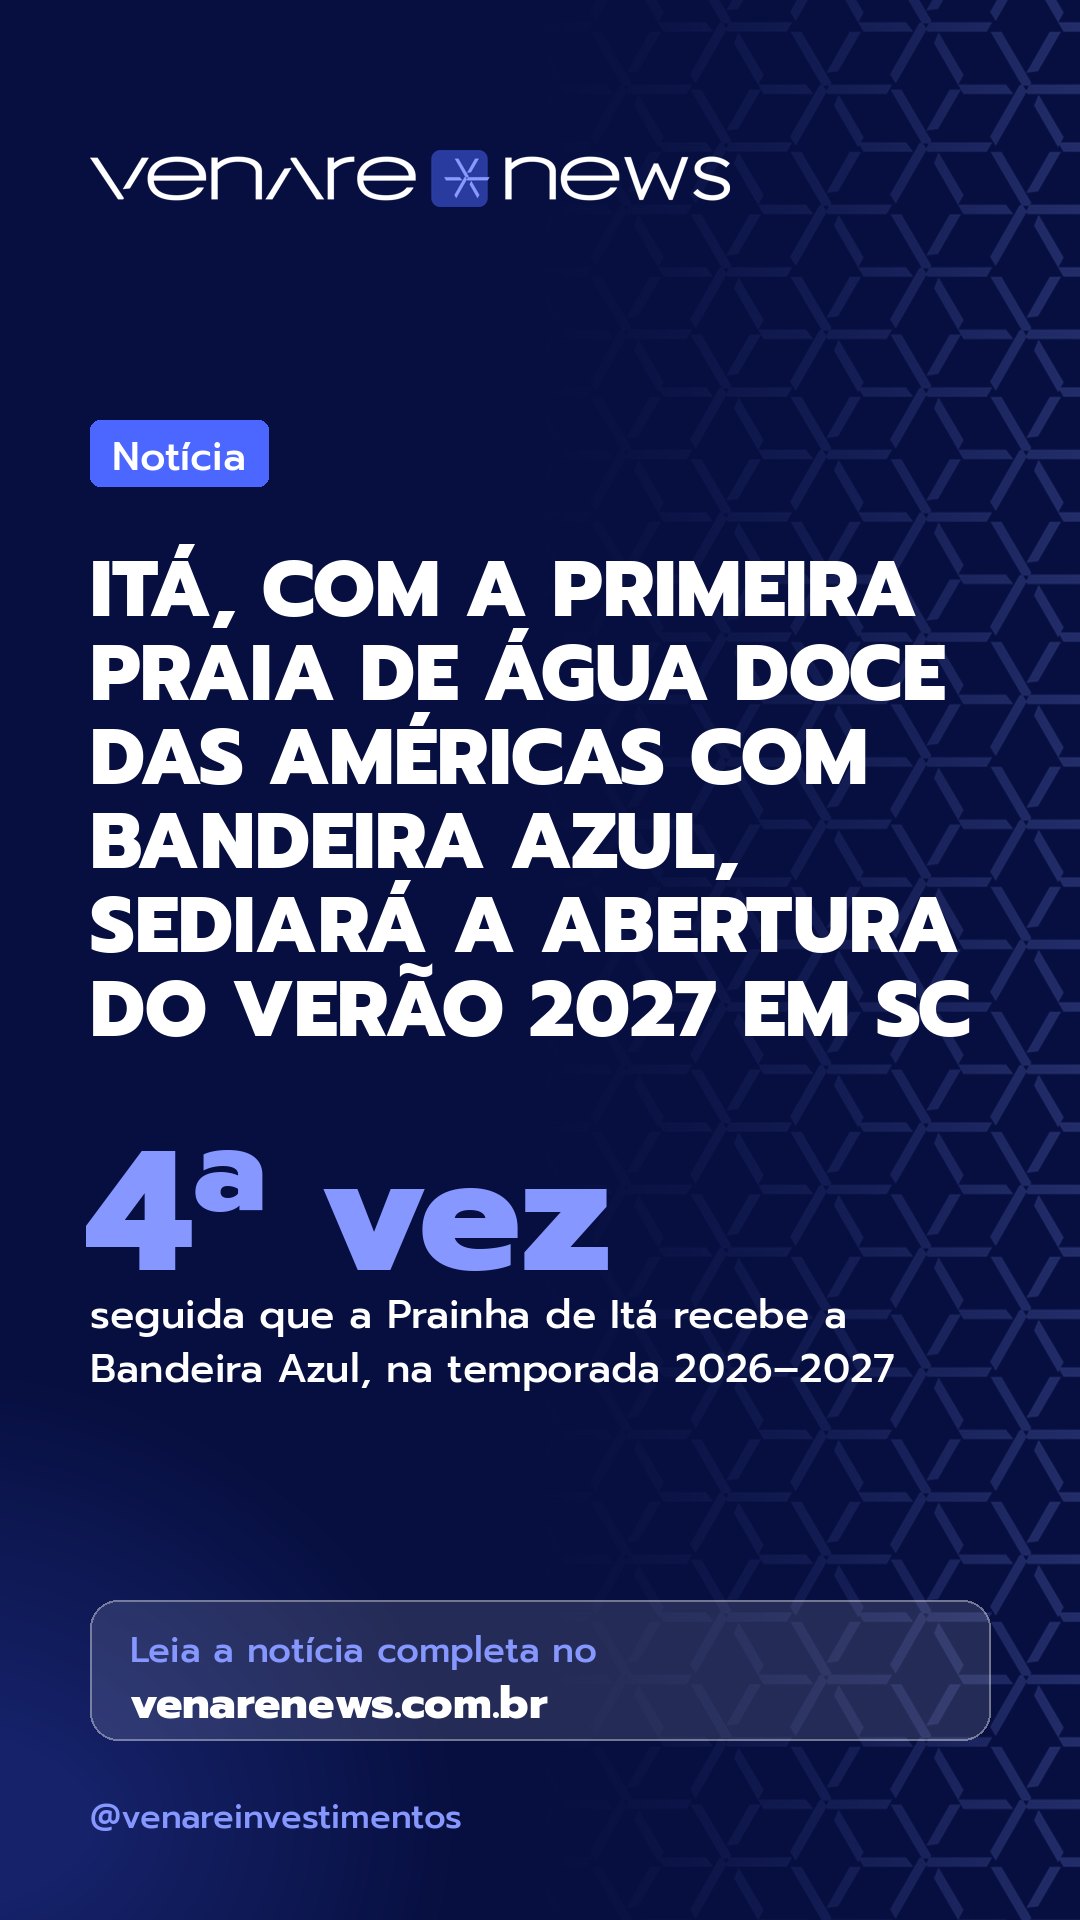 venare news
Notícia
ITÁ, COM A PRIMEIRA
PRAIA DE ÁGUA DOCE
DAS AMÉRICAS COM
BANDEIRA AZUL,
SEDIARÁ A ABERTURA
DO VERÃO 2027 EM SC
4ª vez
seguida que a Prainha de Itá recebe a
Bandeira Azul, na temporada 2026–2027
Leia a notícia completa no
venarenews.com.br
@venareinvestimentos